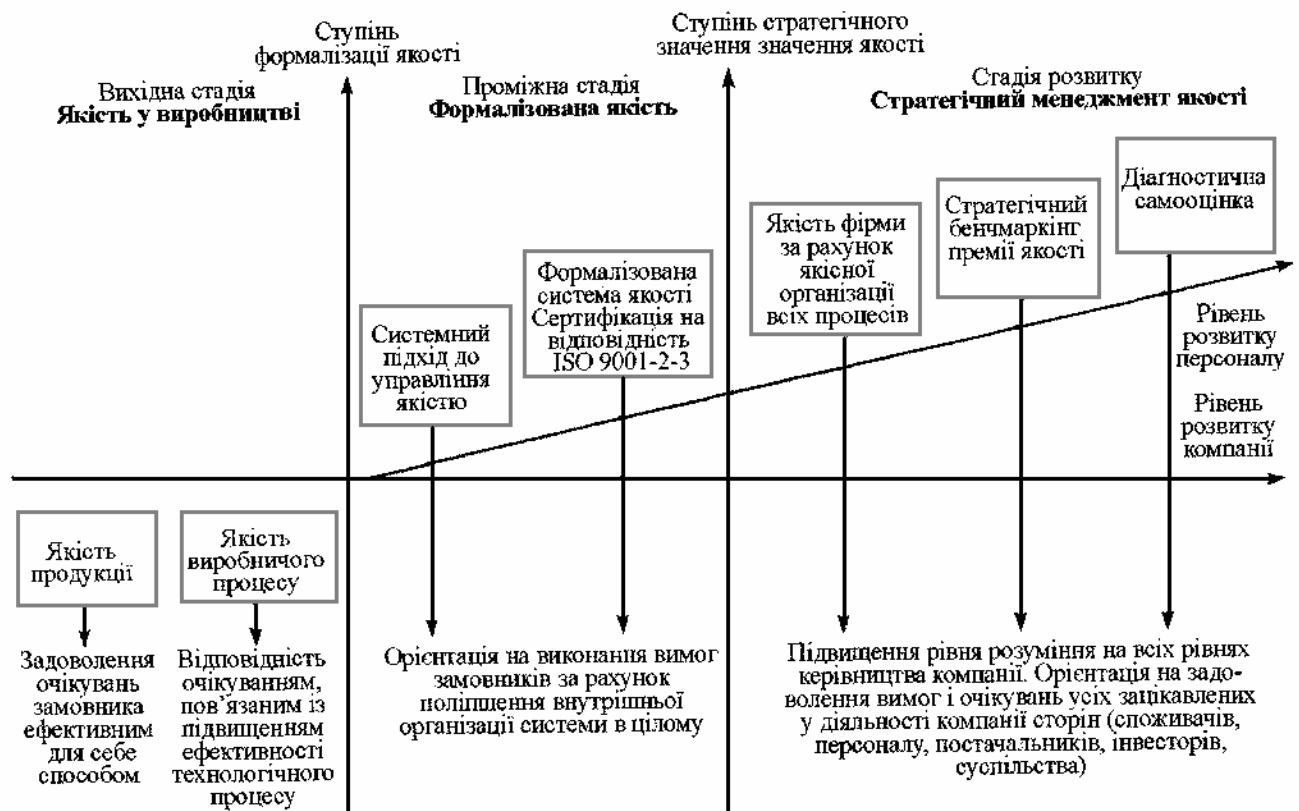 Ступінь
формалізації якості
Ступінь стратегічного
значення значення якості
Вихідна стадія
Якість у виробництві
Проміжна стадія
Формалізована якість
Стадія розвитку
Стратегічний менеджмент якості
Системний
підхід до
управління
якістю
Формалізована
система якості
Сертифікація на
відповідність
ISO 9001-2-3
Якість фірми
за рахунок
якісної
організації
всіх процесів
Стратегічний
бенчмаркінг
премії якості
Діагностична
самооцінка
Рівень
розвитку
персоналу
Рівень
розвитку
компанії
Якість
продукції
Якість
виробничого
процесу
Задоволення
очікувань
замовника
ефективним
для себе
способом
Відповідність
очікуванням,
пов’язаним із
підвищенням
ефективності
технологічного
процесу
Орієнтація на виконання вимог
замовників за рахунок
поліпшення внутрішньої
організації системи в цілому
Підвищення рівня розуміння на всіх рівнях
керівництва компанії. Орієнтація на задо-
волення вимог і очікувань усіх зацікавлених
у діяльності компанії сторін (споживачів,
персоналу, постачальників, інвесторів,
суспільства)